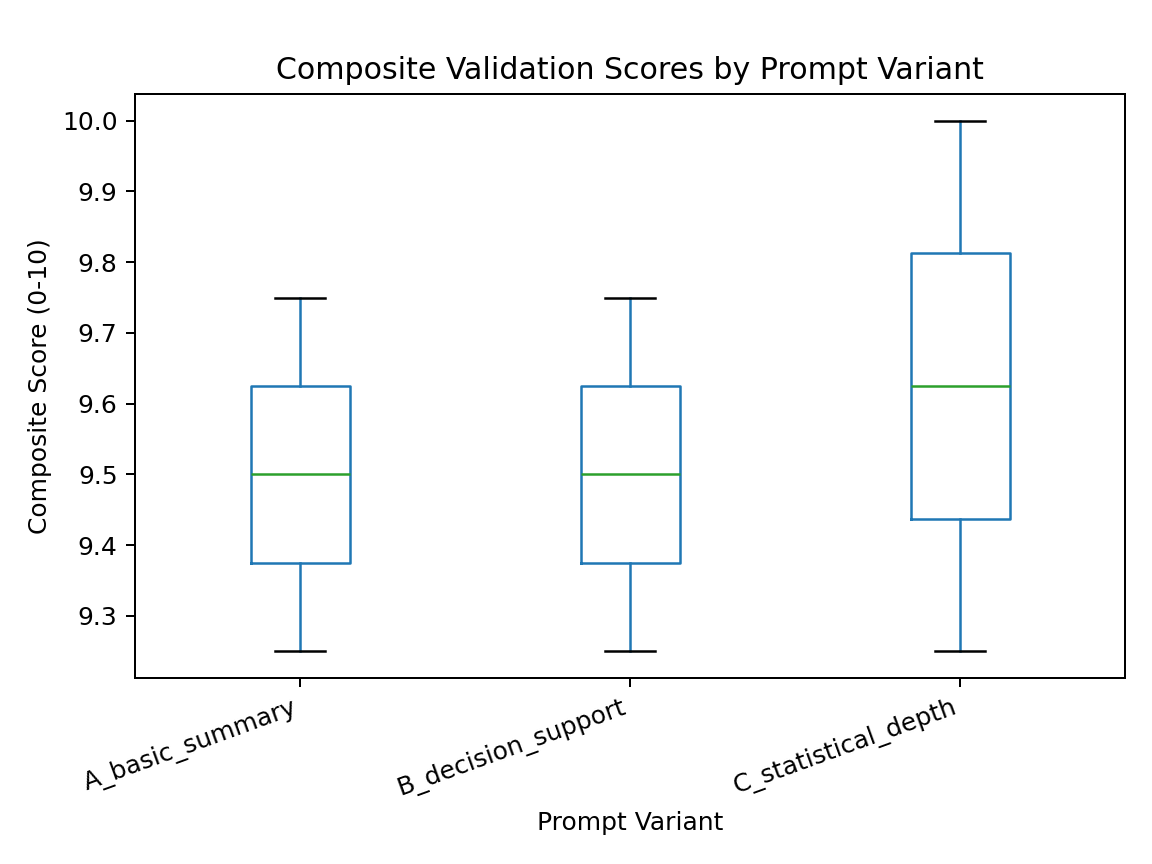 Composite Validation Scores by Prompt Variant
Composite Score (0-10)
10.0
9.9
9.8
9.7
9.6
9.5
9.4
9.3
A_basic_summary
B_decision_support
C_statistical_depth
Prompt Variant